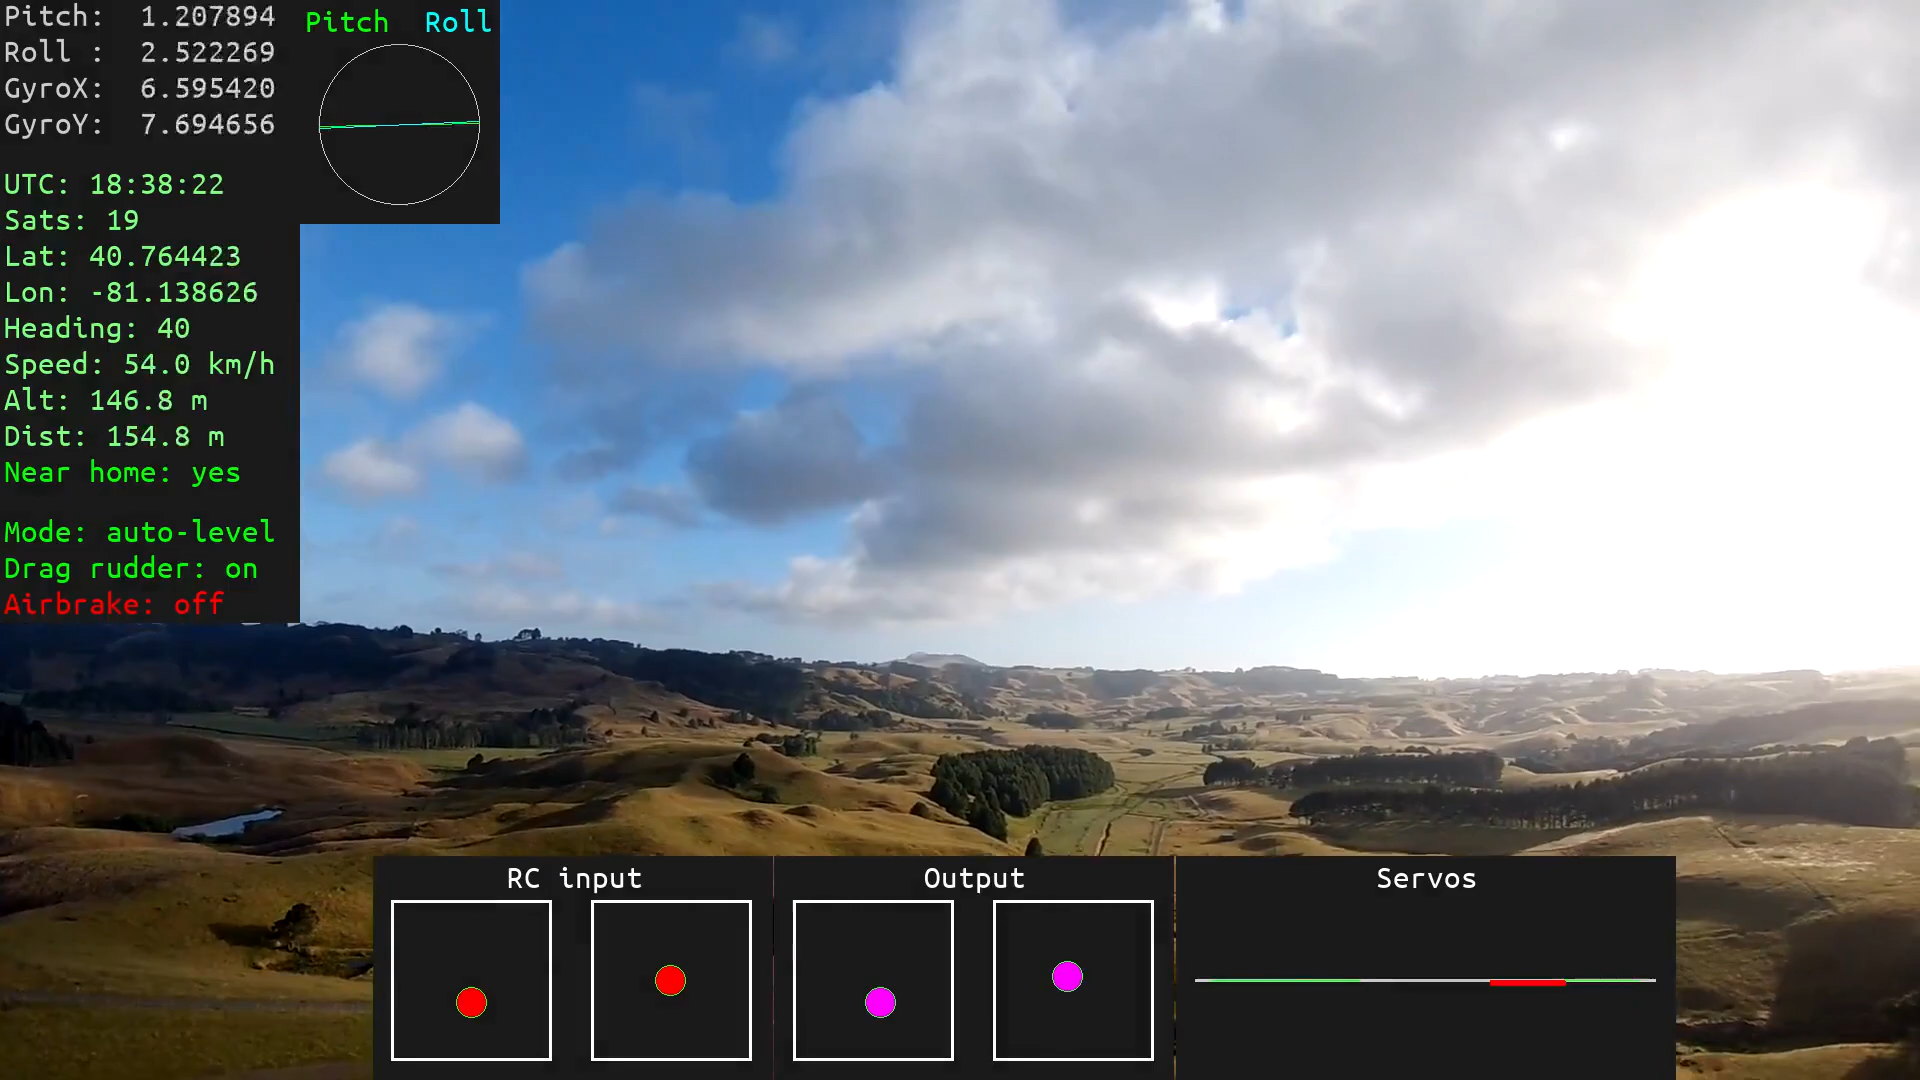 Pitch: 1.207894
Roll : 2.522269
GyroX: 6.595420
GyroY: 7.694656
Pitch Roll
UTC: 18:38:22
Sats: 19
Lat: 40.764423
Lon: -81.138626
Heading: 40
Speed: 54.0 km/h
Alt: 146.8 m
Dist: 154.8 m
Near home: yes
Mode: auto-level
Drag rudder: on
Airbrake: off
RC input
Output
Servos